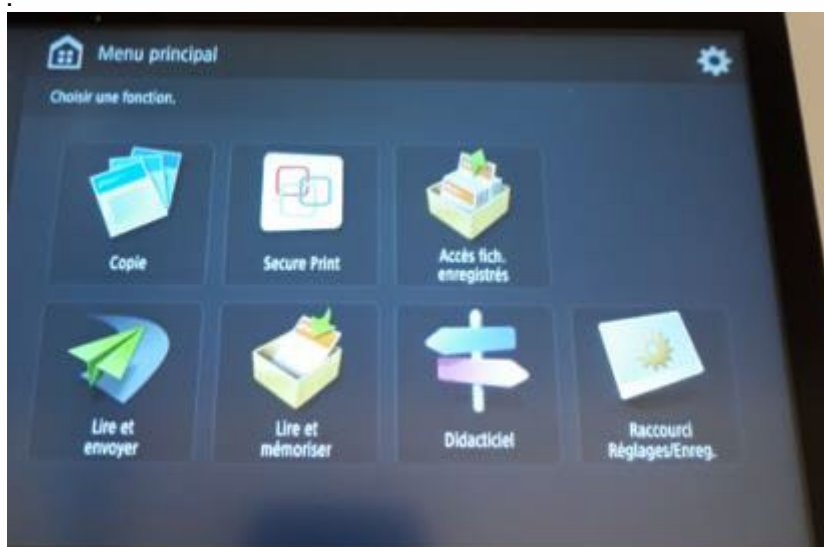 Menu principal
Choisir une fonction.
Copie
Secure Print
Accès fich.
enregistrés
Lire et
envoyer
Lire et
mémoriser
Didacticiel
Raccourci
Réglages/Enreg.